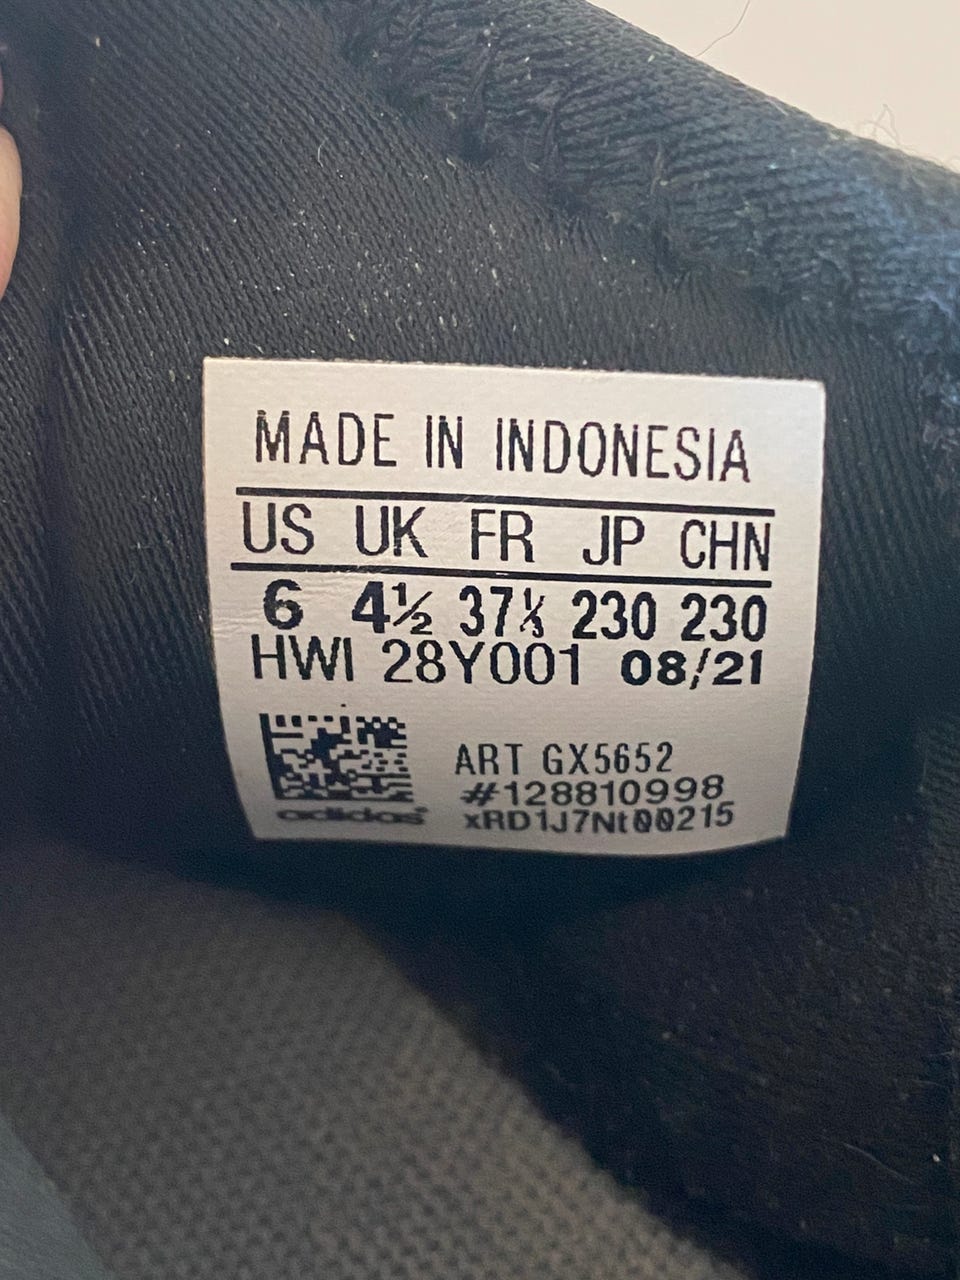 MADE IN INDONESIA
US UK FR JP CHN
6 4½ 37⅓ 230 230
HWI 28Y001 08/21
ART GX5652
#128810998
adidas xRD1J7Nt00215